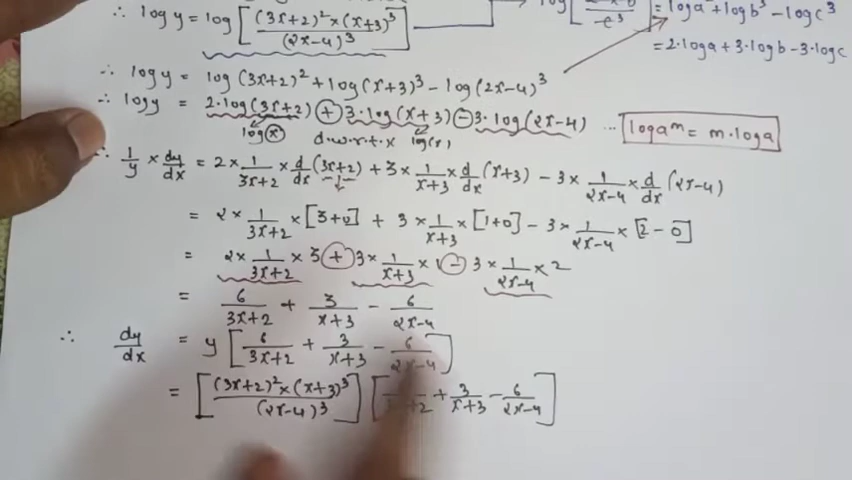 ∴ log y = log [ (3x+2)² × (x+3)³ / (2x-4)³ ]
log [ / c³ ] = log a + log b³ - log c³
= 2·log a + 3·log b - 3·log c
∴ log y = log (3x+2)² + log (x+3)³ - log (2x-4)³
∴ log y = 2·log (3x+2) + 3·log (x+3) - 3·log (2x-4) ... log aᵐ = m·log a
log(x) d.w.r.t.x log(x)
∴ 1/y × dy/dx = 2 × 1/3x+2 × d/dx (3x+2) + 3 × 1/x+3 × d/dx (x+3) - 3 × 1/2x-4 × d/dx (2x-4)
= 2 × 1/3x+2 × [3+0] + 3 × 1/x+3 × [1+0] - 3 × 1/2x-4 × [2-0]
= 2 × 1/3x+2 × 3 + 3 × 1/x+3 × 1 - 3 × 1/2x-4 × 2
= 6/3x+2 + 3/x+3 - 6/2x-4
∴ dy/dx = y [ 6/3x+2 + 3/x+3 - 6/2x-4 ]
= [ (3x+2)² × (x+3)³ / (2x-4)³ ] [ + 3/x+3 - 6/2x-4 ]